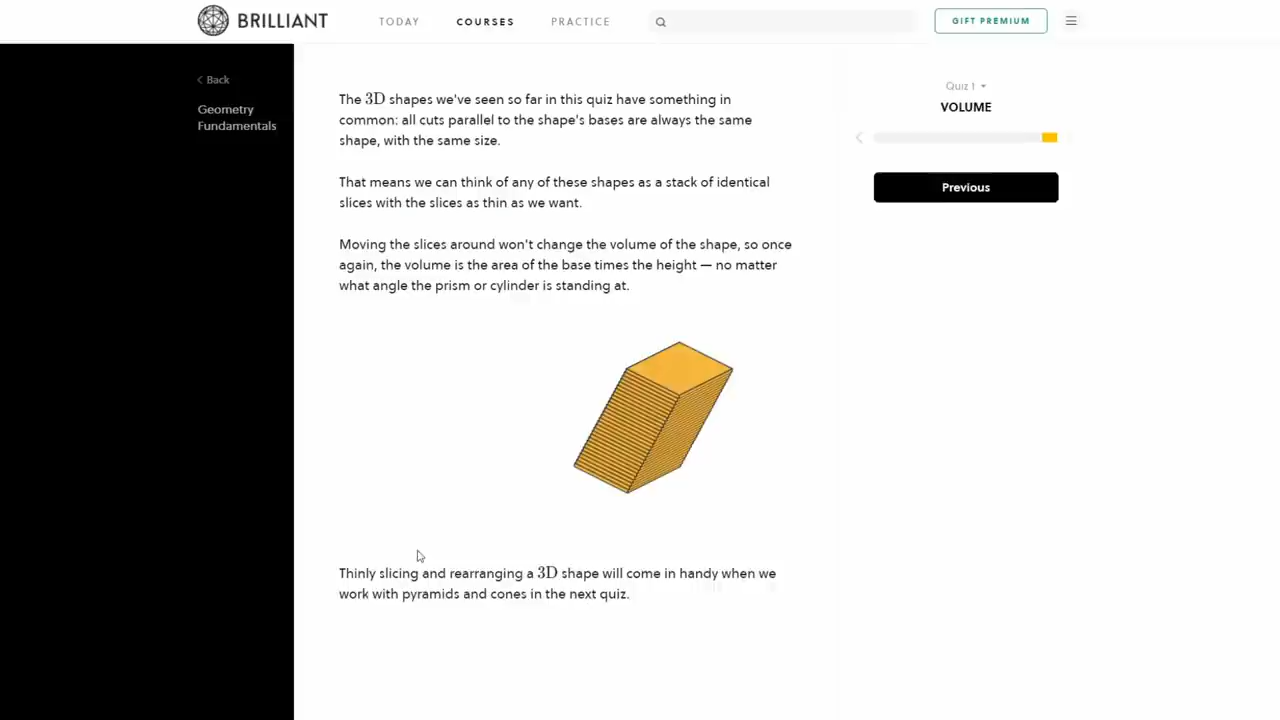 BRILLIANT
TODAY
COURSES
PRACTICE
GIFT PREMIUM
Back
Geometry
Fundamentals
The 3D shapes we've seen so far in this quiz have something in
common: all cuts parallel to the shape's bases are always the same
shape, with the same size.
That means we can think of any of these shapes as a stack of identical
slices with the slices as thin as we want.
Moving the slices around won't change the volume of the shape, so once
again, the volume is the area of the base times the height — no matter
what angle the prism or cylinder is standing at.
Thinly slicing and rearranging a 3D shape will come in handy when we
work with pyramids and cones in the next quiz.
Quiz 1
VOLUME
Previous